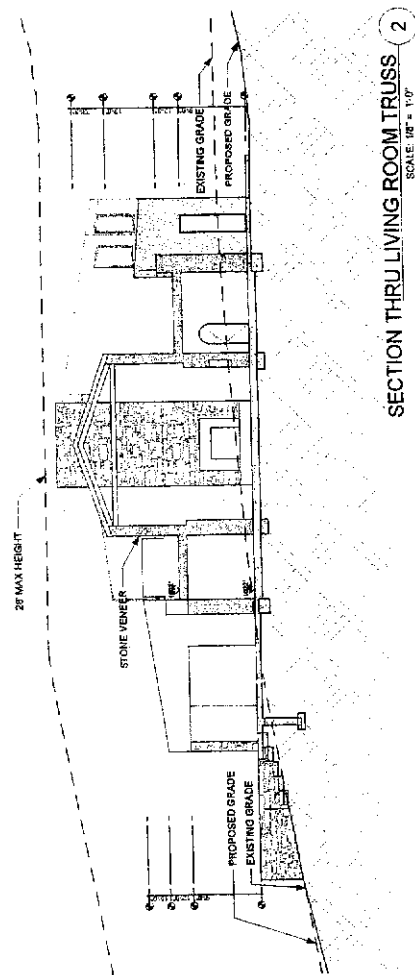 28' MAX HEIGHT
STONE VENEER
EXISTING GRADE
PROPOSED GRADE
PROPOSED GRADE
EXISTING GRADE
SECTION THRU LIVING ROOM TRUSS
2
SCALE: 1/8" = 1'-0"